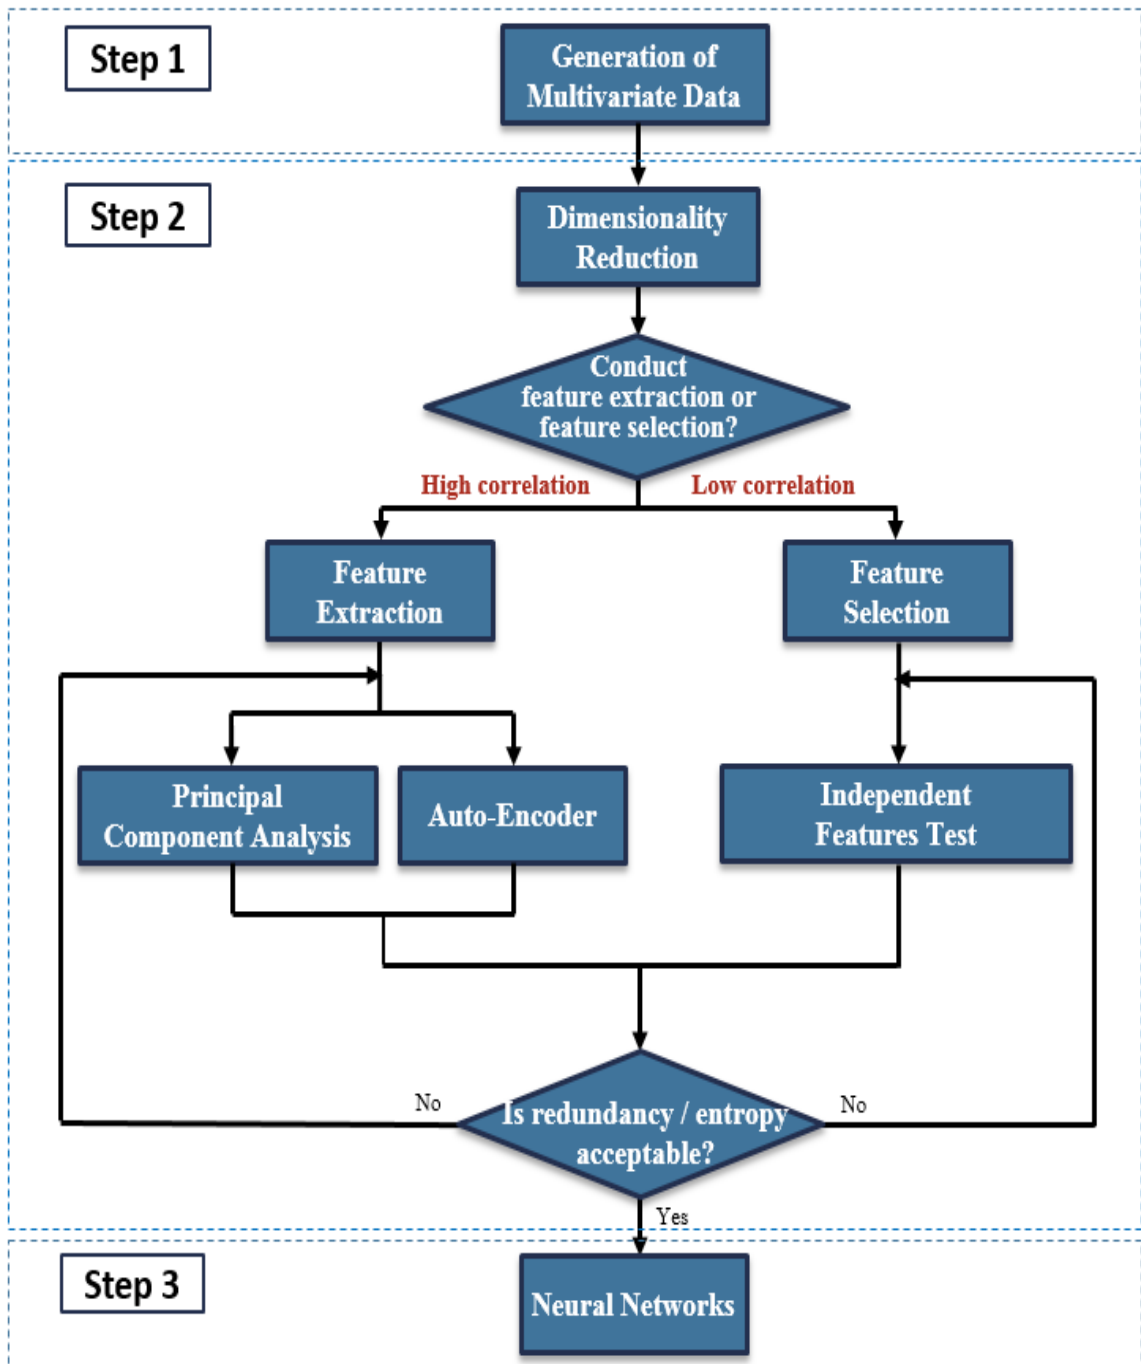 Step 1
Generation of
Multivariate Data
Step 2
Dimensionality
Reduction
Conduct
feature extraction or
feature selection?
High correlation
Low correlation
Feature
Extraction
Feature
Selection
Principal
Component Analysis
Auto-Encoder
Independent
Features Test
No
Is redundancy / entropy
acceptable?
No
Yes
Step 3
Neural Networks